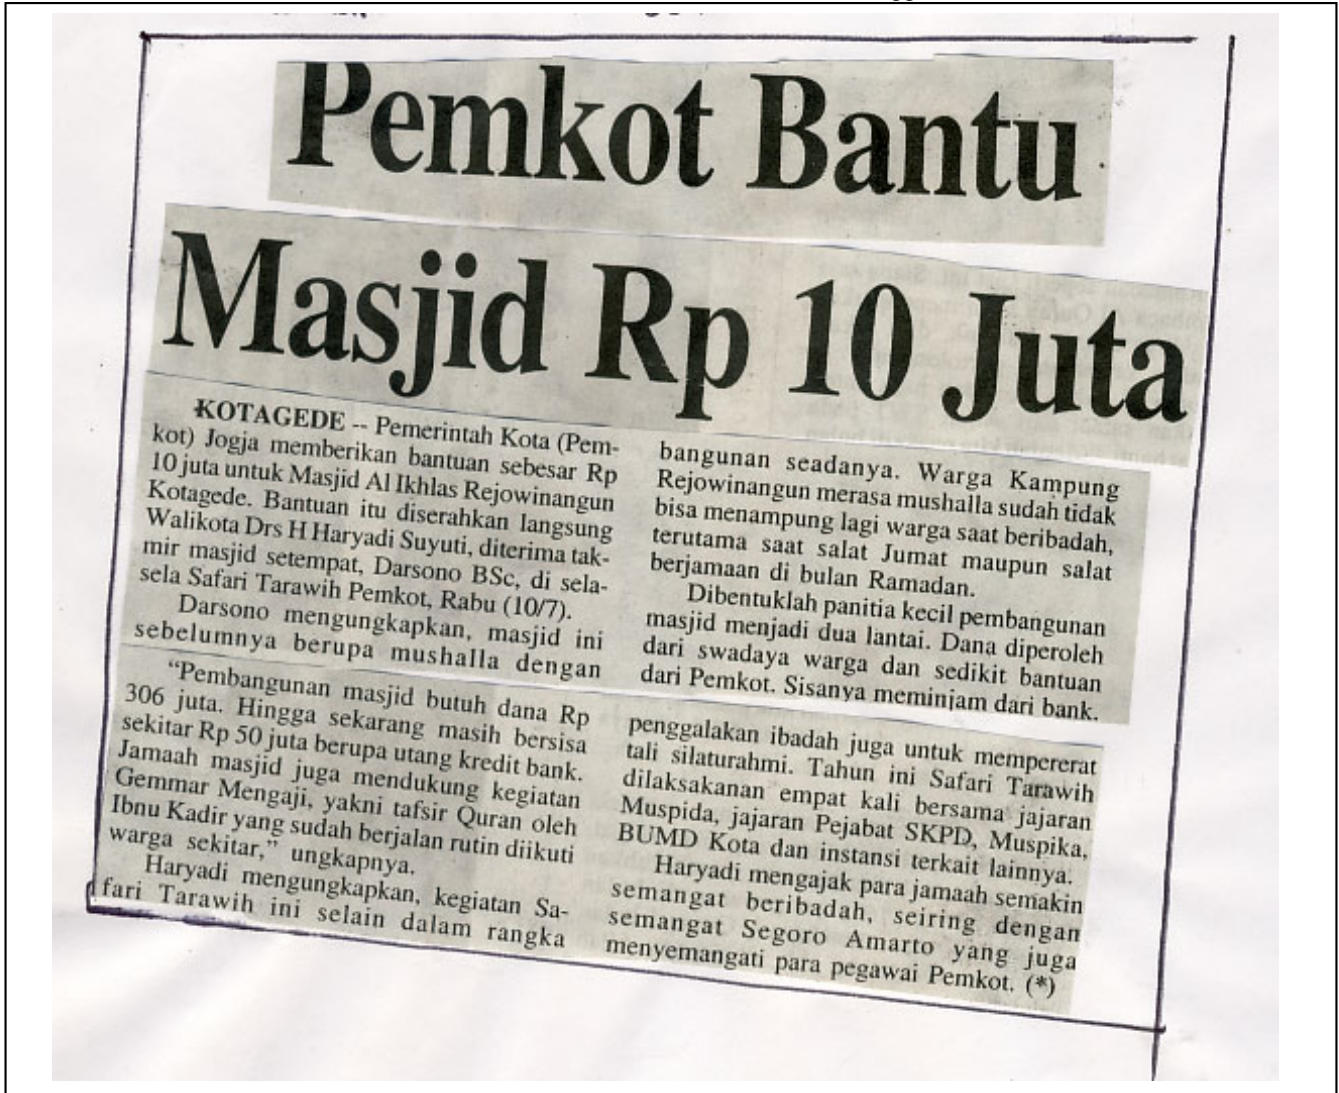 Pemkot Bantu
Masjid Rp 10 Juta
KOTAGEDE -- Pemerintah Kota (Pem-
kot) Jogja memberikan bantuan sebesar Rp
10 juta untuk Masjid Al Ikhlas Rejowinangun
Kotagede. Bantuan itu diserahkan langsung
Walikota Drs H Haryadi Suyuti, diterima tak-
mir masjid setempat, Darsono BSc, di sela-
sela Safari Tarawih Pemkot, Rabu (10/7).
Darsono mengungkapkan, masjid ini
sebelumnya berupa mushalla dengan
bangunan seadanya. Warga Kampung
Rejowinangun merasa mushalla sudah tidak
bisa menampung lagi warga saat beribadah,
terutama saat salat Jumat maupun salat
berjamaan di bulan Ramadan.
Dibentuklah panitia kecil pembangunan
masjid menjadi dua lantai. Dana diperoleh
dari swadaya warga dan sedikit bantuan
dari Pemkot. Sisanya meminjam dari bank.
“Pembangunan masjid butuh dana Rp
306 juta. Hingga sekarang masih bersisa
sekitar Rp 50 juta berupa utang kredit bank.
Jamaah masjid juga mendukung kegiatan
Gemmar Mengaji, yakni tafsir Quran oleh
Ibnu Kadir yang sudah berjalan rutin diikuti
warga sekitar,” ungkapnya.
Haryadi mengungkapkan, kegiatan Sa-
fari Tarawih ini selain dalam rangka
penggalakan ibadah juga untuk mempererat
tali silaturahmi. Tahun ini Safari Tarawih
dilaksakanan empat kali bersama jajaran
Muspida, jajaran Pejabat SKPD, Muspika,
BUMD Kota dan instansi terkait lainnya.
Haryadi mengajak para jamaah semakin
semangat beribadah, seiring dengan
semangat Segoro Amarto yang juga
menyemangati para pegawai Pemkot. (*)